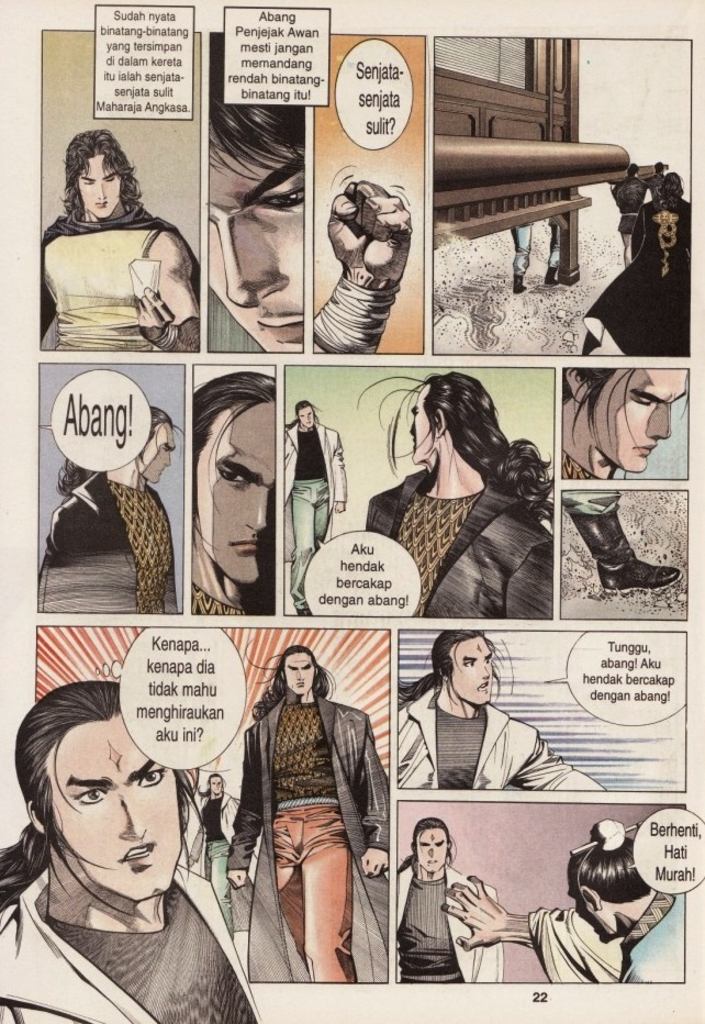 Sudah nyata
binatang-binatang
yang tersimpan
di dalam kereta
itu ialah senjata-
senjata sulit
Maharaja Angkasa.
Abang
Penjejak Awan
mesti jangan
memandang
rendah binatang-
binatang itu!
Senjata-
senjata
sulit?
Abang!
Aku
hendak
bercakap
dengan abang!
Kenapa...
kenapa dia
tidak mahu
menghiraukan
aku ini?
Tunggu,
abang! Aku
hendak bercakap
dengan abang!
Berhenti,
Hati
Murah!
22